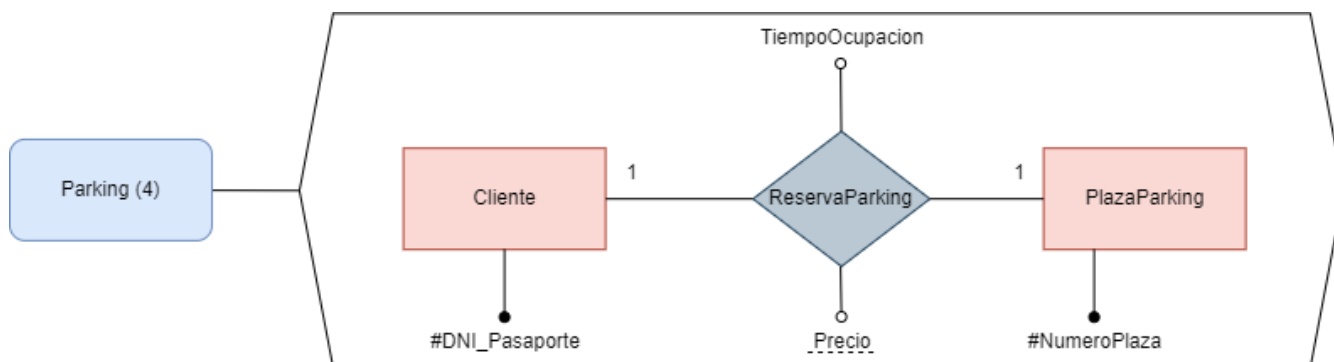 TiempoOcupacion
Parking (4)
Cliente
1
ReservaParking
1
PlazaParking
#DNI_Pasaporte
Precio
#NumeroPlaza